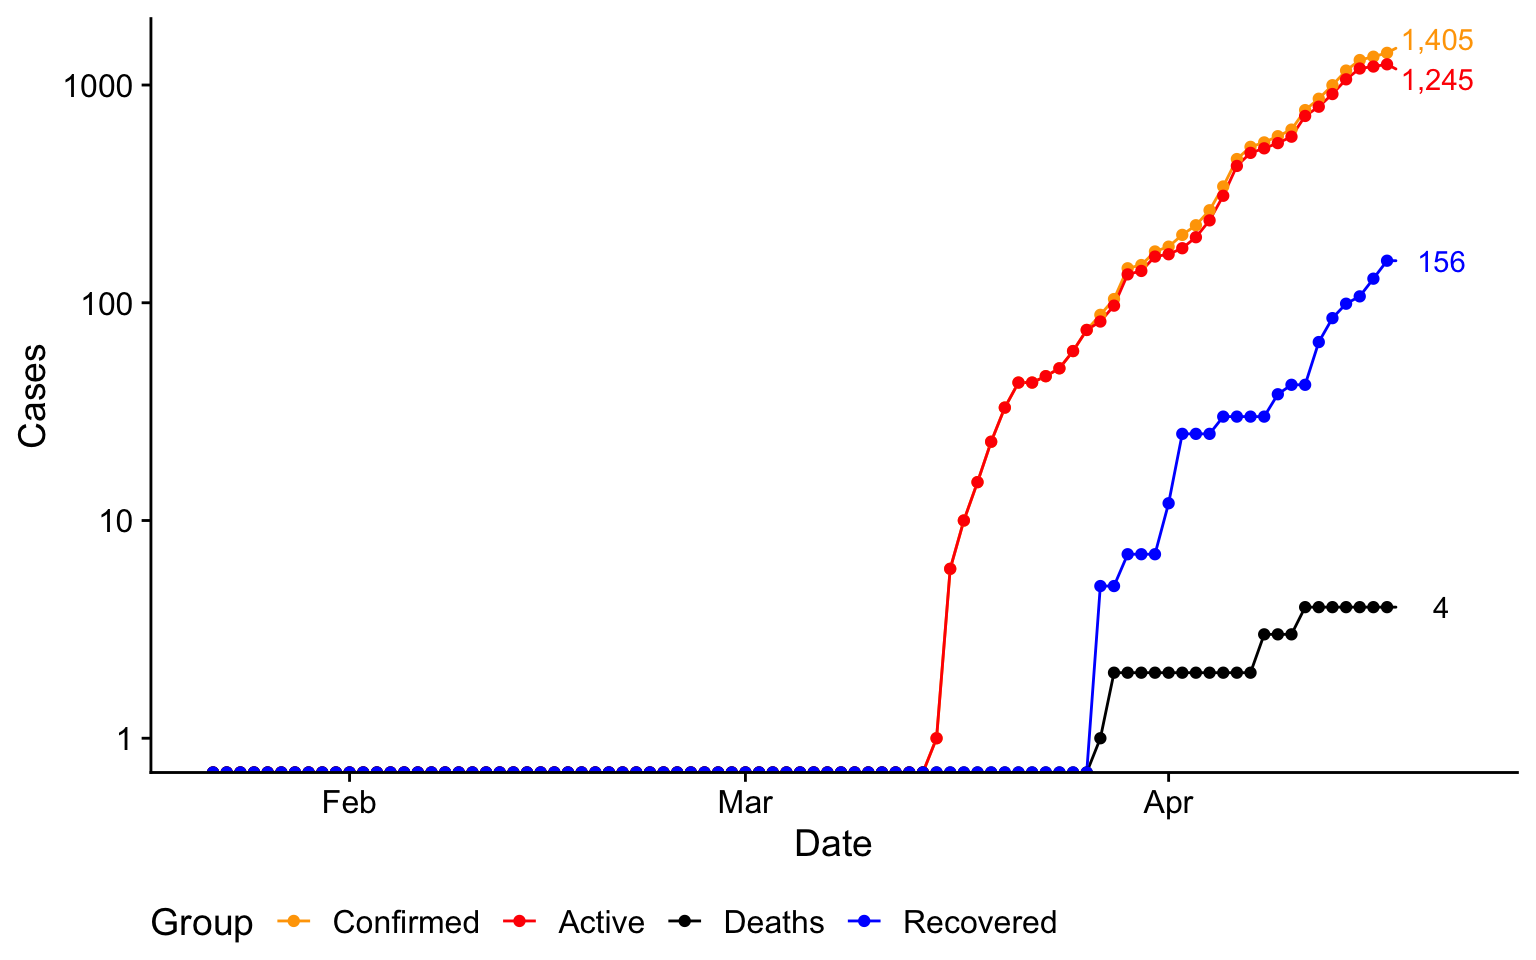 1,405
1,245
156
4
1000
100
10
1
Cases
Feb Mar Apr
Date
Group Confirmed Active Deaths Recovered